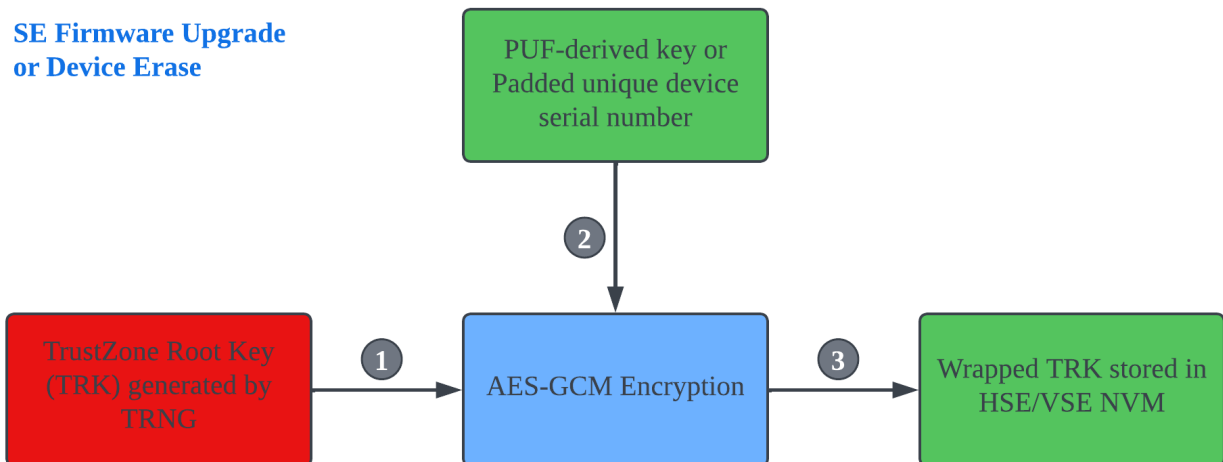 SE Firmware Upgrade
or Device Erase
PUF-derived key or
Padded unique device
serial number
2
TrustZone Root Key
(TRK) generated by
TRNG
1
AES-GCM Encryption
3
Wrapped TRK stored in
HSE/VSE NVM